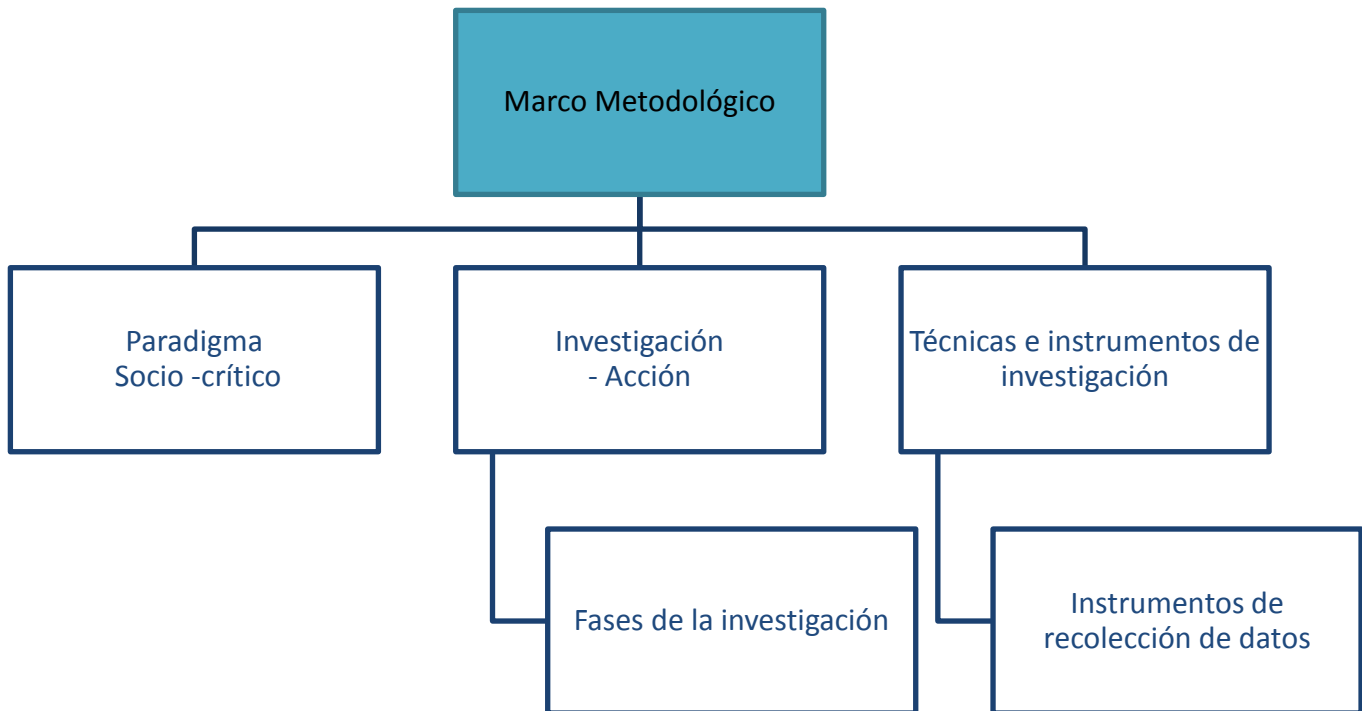 Marco Metodológico
Paradigma
Socio -crítico
Investigación
- Acción
Técnicas e instrumentos de
investigación
Fases de la investigación
Instrumentos de
recolección de datos